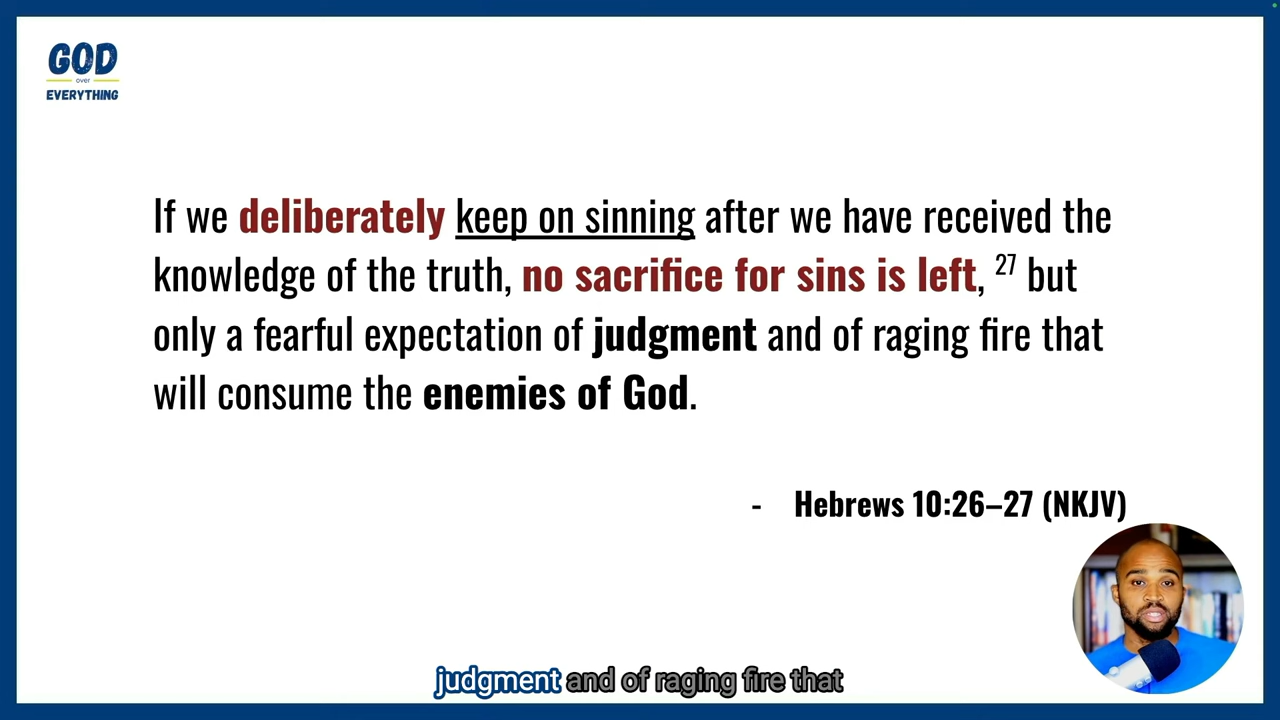 GOD
over
EVERYTHING
If we deliberately keep on sinning after we have received the
knowledge of the truth, no sacrifice for sins is left, 27 but
only a fearful expectation of judgment and of raging fire that
will consume the enemies of God.
- Hebrews 10:26–27 (NKJV)
judgment and of raging fire that